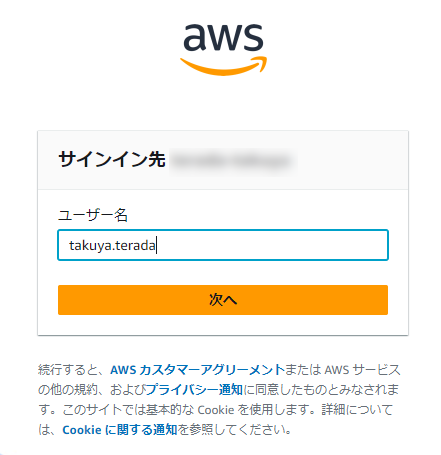 aws
サインイン先
ユーザー名
takuya.terada
次へ
続行すると、AWS カスタマーアグリーメントまたは AWS サービス
の他の規約、およびプライバシー通知に同意したものとみなされ
ます。このサイトでは基本的な Cookie を使用します。詳細につい
ては、Cookie に関する通知を参照してください。